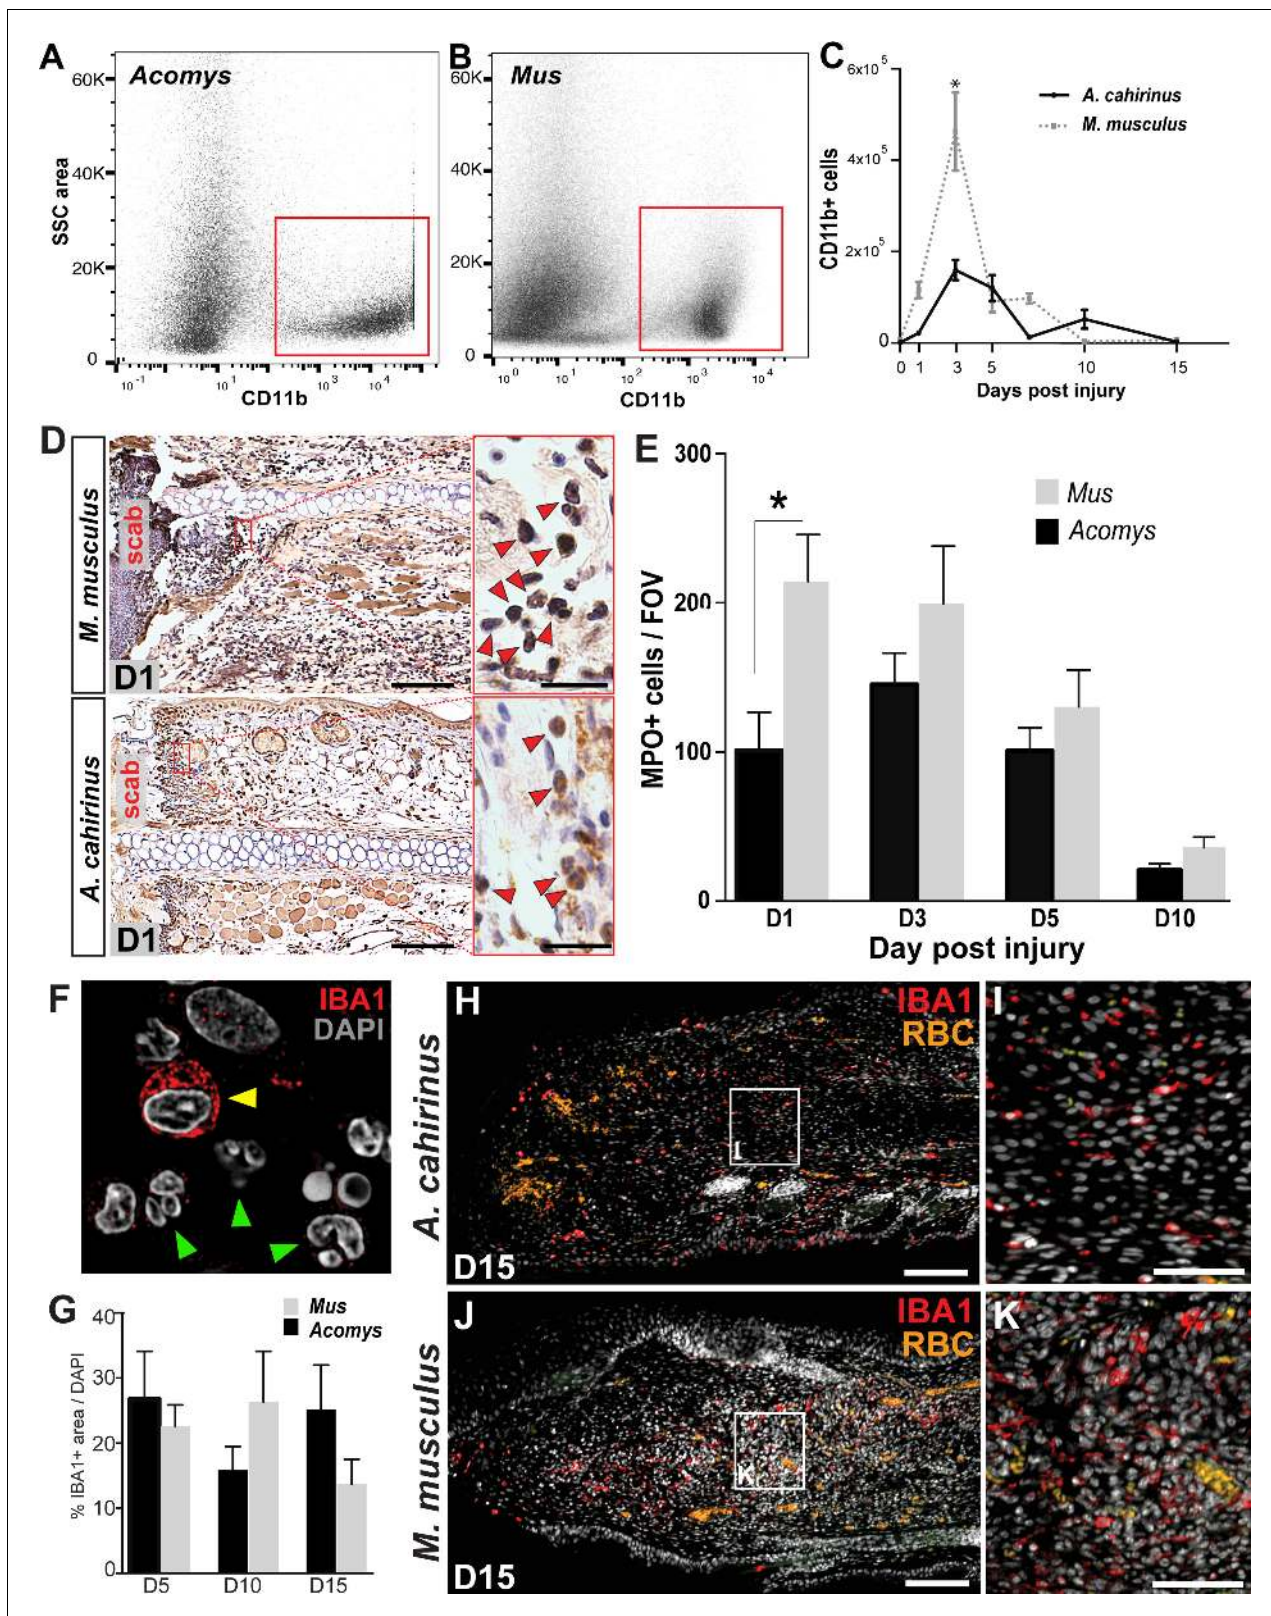 A
Acomys
SSC area
60K
40K
20K
0
10^-1
10^1
10^3
10^4
CD11b
B
Mus
60K
40K
20K
0
10^0
10^1
10^2
10^3
10^4
CD11b
C
CD11b+ cells
6x10^5
4x10^5
2x10^5
0
*
A. cahirinus
M. musculus
0 1 3 5 10 15
Days post injury
D
M. musculus
scab
D1
A. cahirinus
scab
D1
E
MPO+ cells / FOV
300
200
100
0
*
Mus
Acomys
D1 D3 D5 D10
Day post injury
F
IBA1
DAPI
G
% IBA1+ area / DAPI
40
30
20
10
0
Mus
Acomys
D5 D10 D15
A. cahirinus
H
IBA1
RBC
I
D15
I
M. musculus
J
IBA1
RBC
K
D15
K